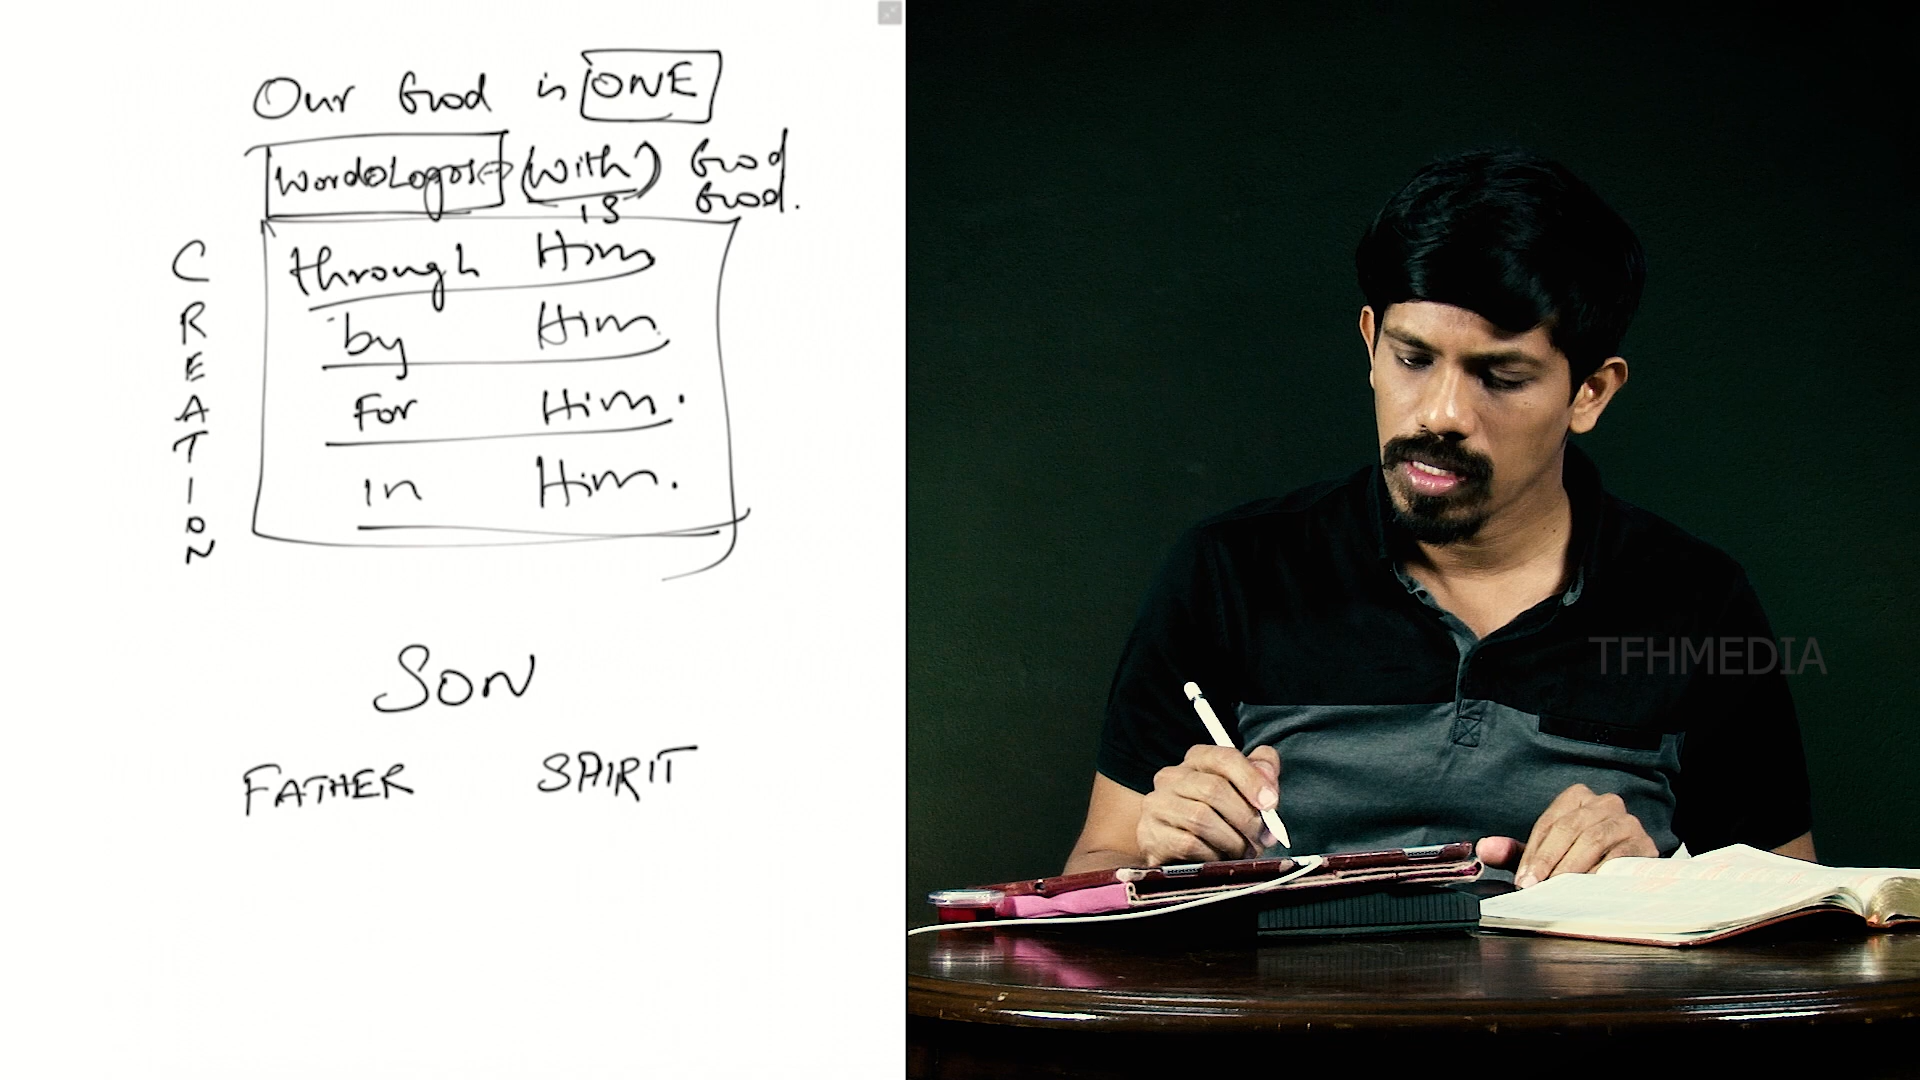 Our God is ONE
Word Logos (with) God
is God.
CREATION
through Him
by Him
For Him.
in Him.
SON
FATHER SPIRIT
TFHMEDIA